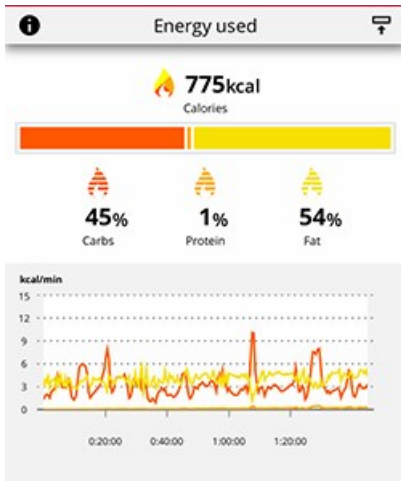 Energy used
775kcal
Calories
45% 1% 54%
Carbs Protein Fat
kcal/min
15
12
9
6
3
0
0:20:00 0:40:00 1:00:00 1:20:00